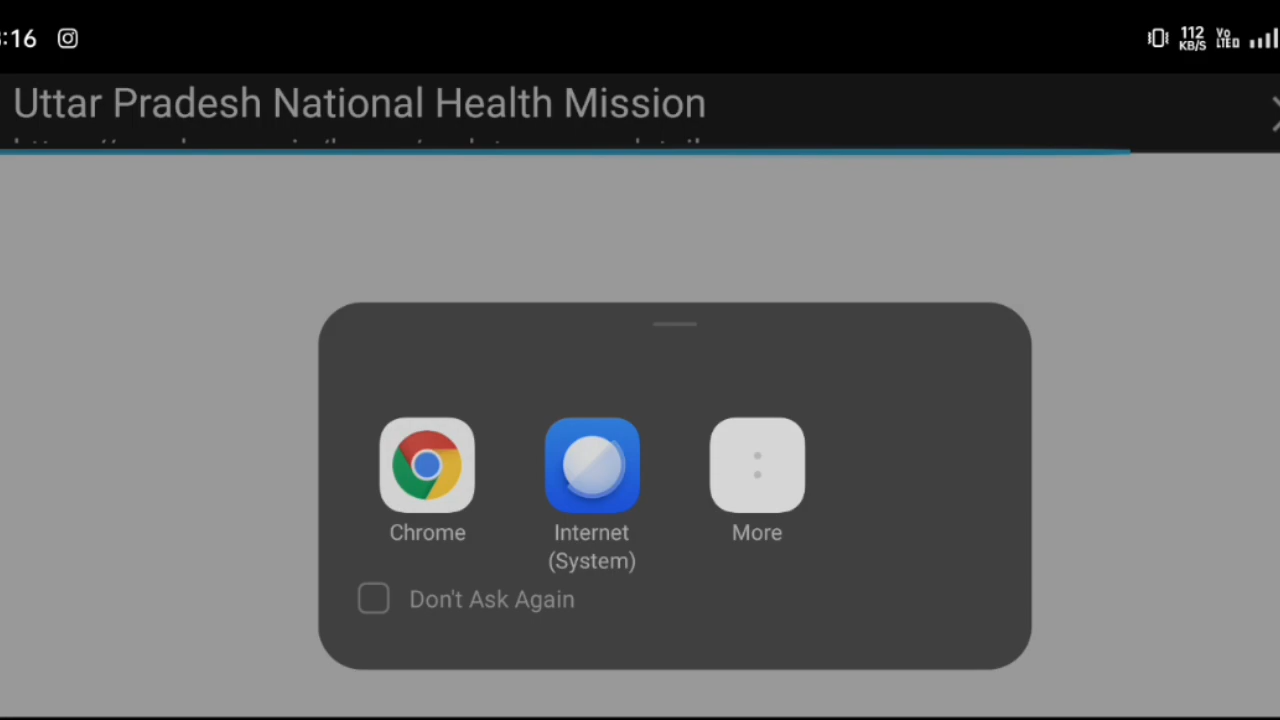 :16
112
KB/S
Vo
LTE
Uttar Pradesh National Health Mission
Chrome
Internet
(System)
More
Don't Ask Again